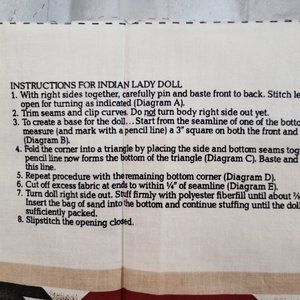 INSTRUCTIONS FOR INDIAN LADY DOLL
1. With right sides together, carefully pin and baste front to back. Stitch le
open for turning as indicated (Diagram A).
2. Trim seams and clip curves. Do not turn body right side out yet.
3. To create a base for the doll...Start from the seamline of one of the botto
measure (and mark with a pencil line) a 3" square on both the front and
(Diagram B).
4. Fold the corner into a triangle by placing the side and bottom seams toge
pencil line now forms the bottom of the triangle (Diagram C). Baste and
this line.
5. Repeat procedure with the remaining bottom corner (Diagram D).
6. Cut off excess fabric at ends to within ¼" of seamline (Diagram E).
7. Turn doll right side out. Stuff firmly with polyester fiberfill until about
Insert the bag of sand into the bottom and continue stuffing until the doll
sufficiently packed.
8. Slipstitch the opening closed.